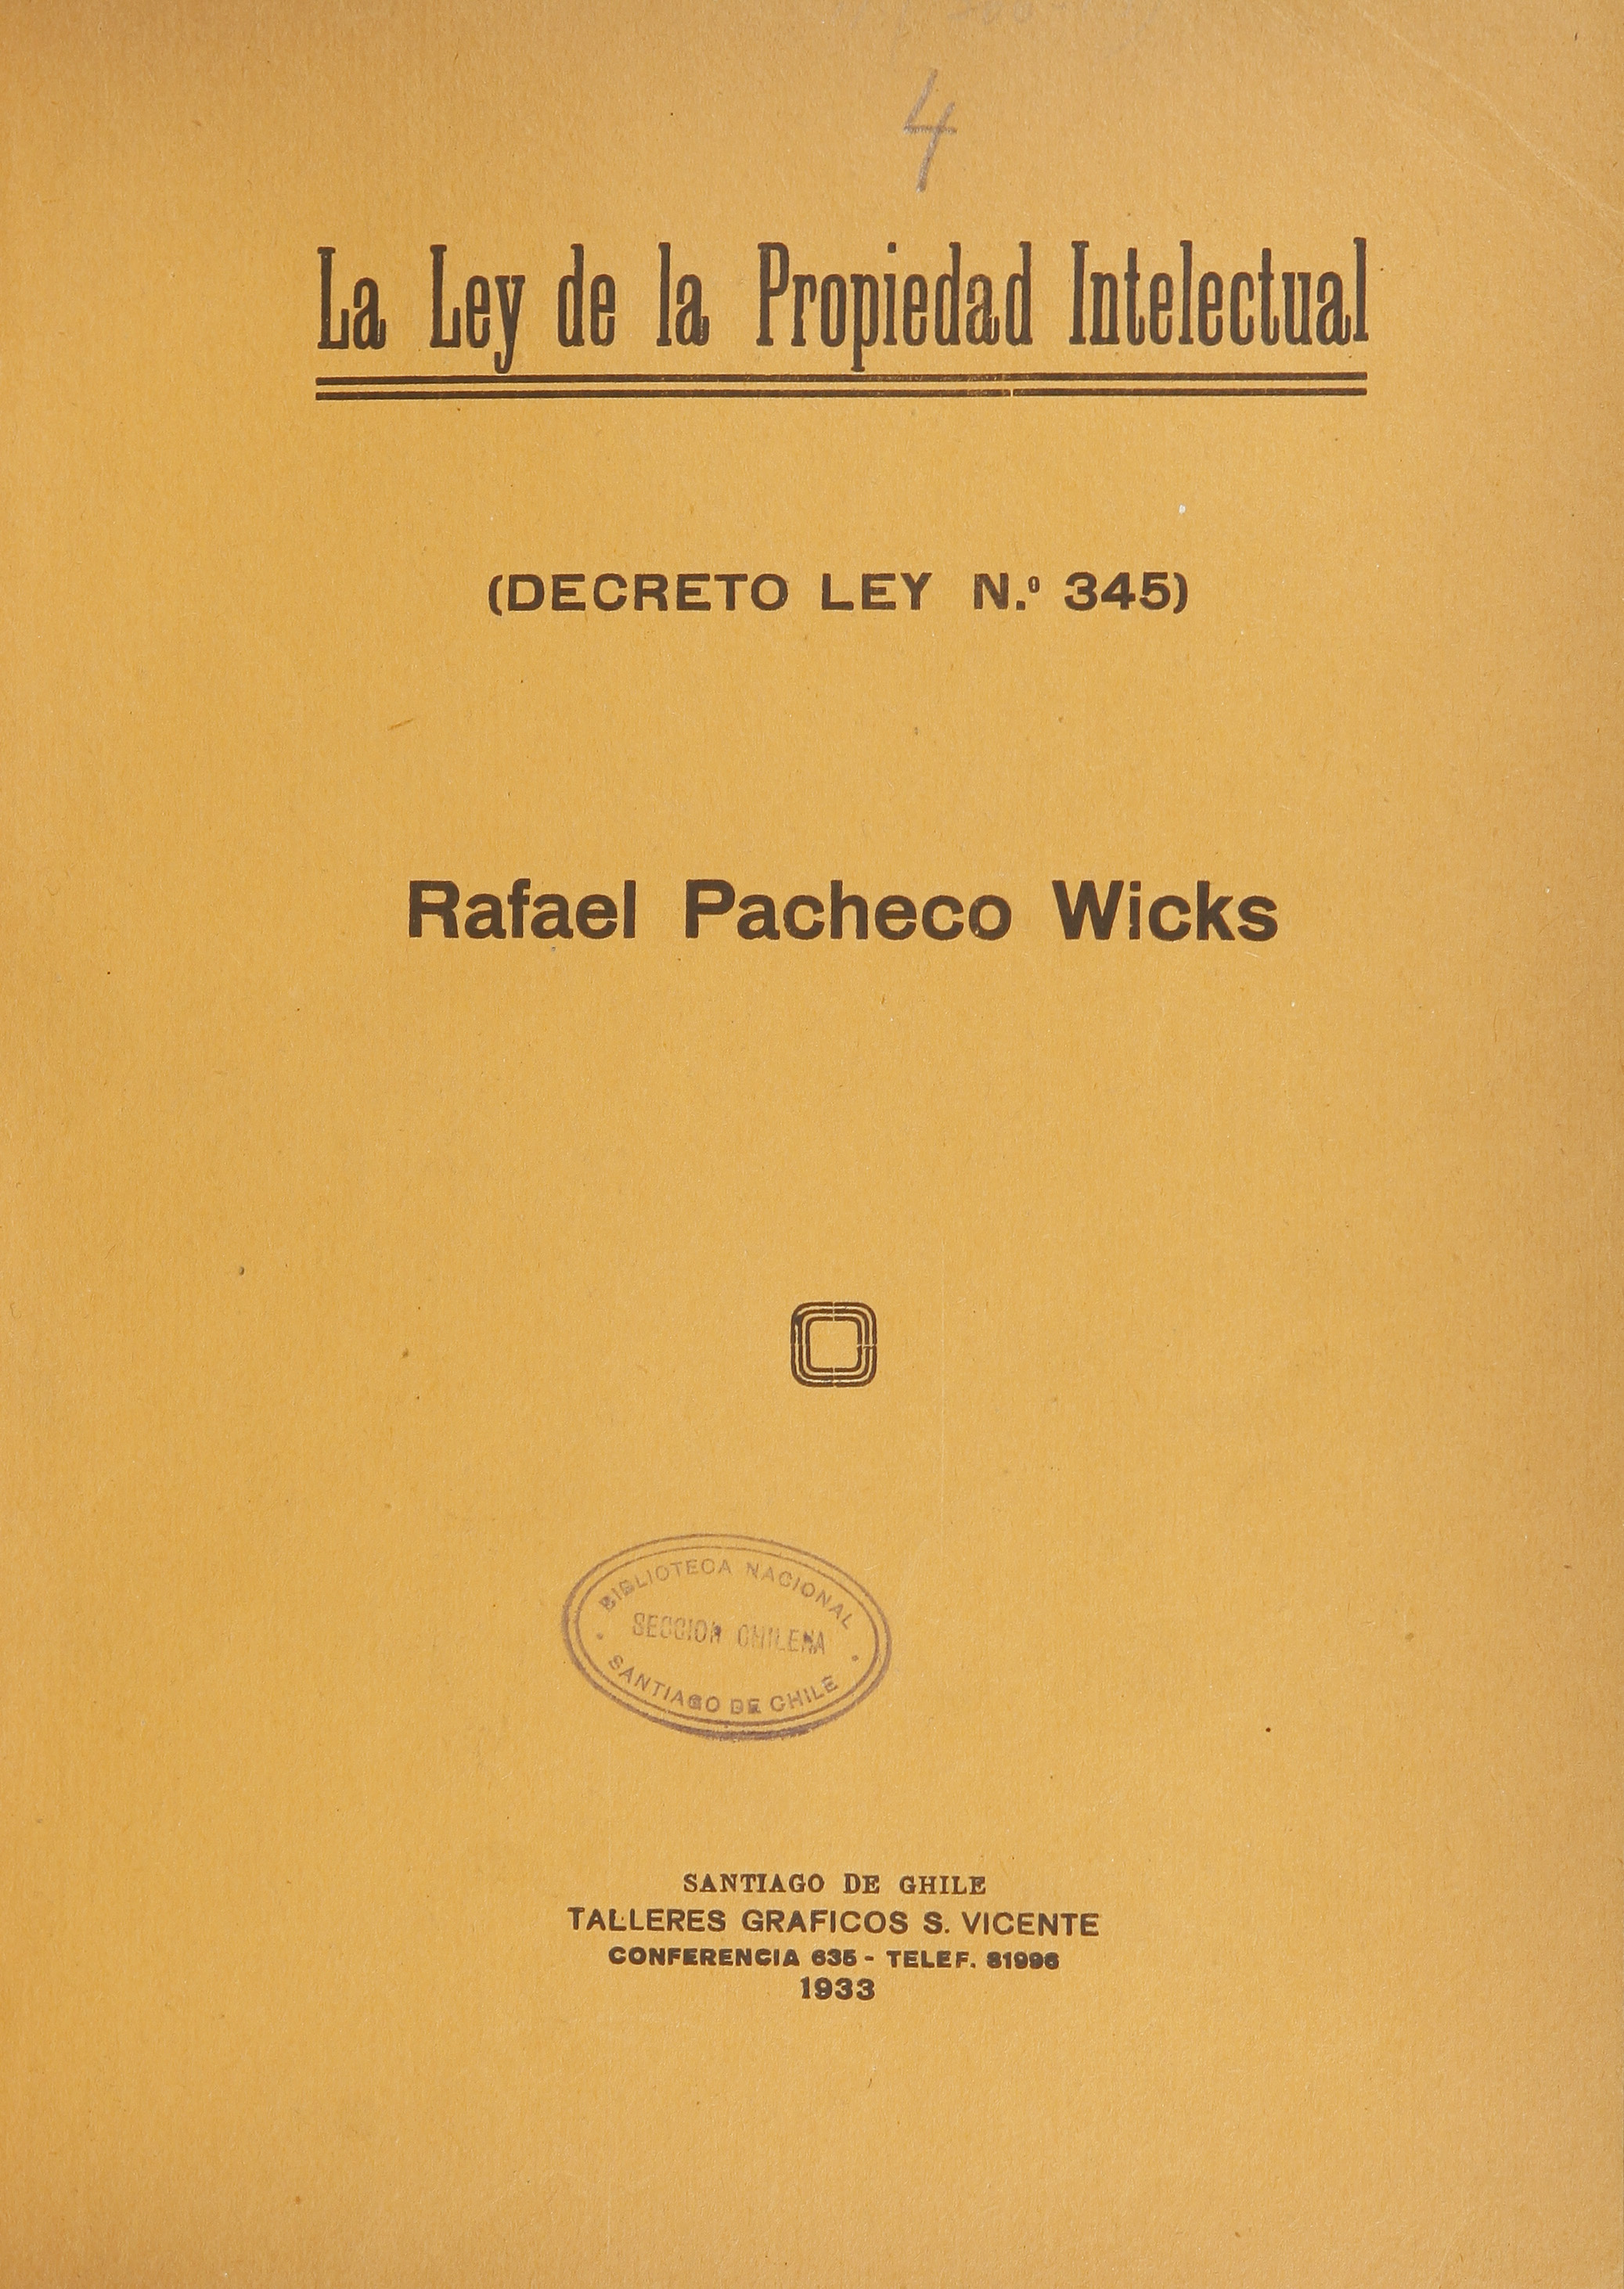 4
La Ley de la Propiedad Intelectual
(DECRETO LEY N.º 345)
Rafael Pacheco Wicks
BIBLIOTECA NACIONAL
SECCION CHILENA
SANTIAGO DE CHILE
SANTIAGO DE GHILE
TALLERES GRAFICOS S. VICENTE
CONFERENCIA 635 - TELEF. 81996
1933